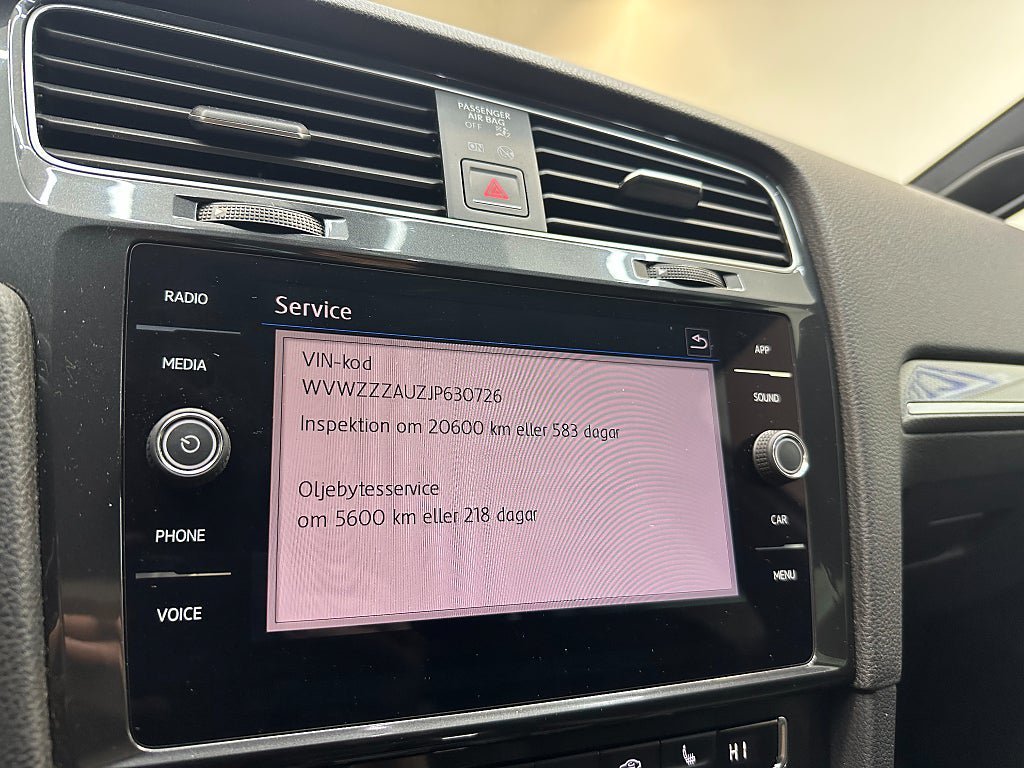 PASSENGER
AIR BAG
OFF
ON
RADIO
MEDIA
PHONE
VOICE
Service
VIN-kod
WVWZZZAUZJP630726
Inspektion om 20600 km eller 583 dagar
Oljebytesservice
om 5600 km eller 218 dagar
APP
SOUND
CAR
MENU
HI